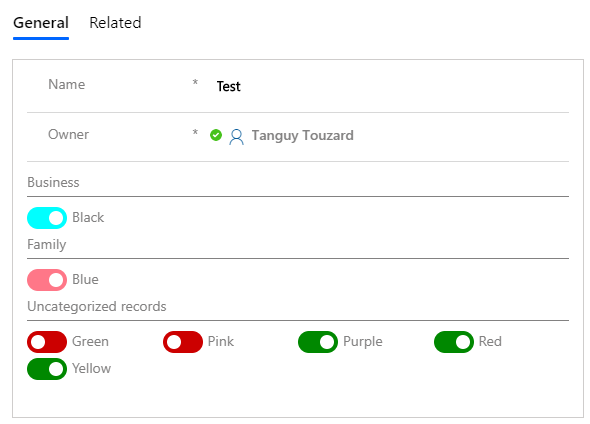 General Related
Name * Test
Owner * Tanguy Touzard
Business
Black
Family
Blue
Uncategorized records
Green Pink Purple Red
Yellow